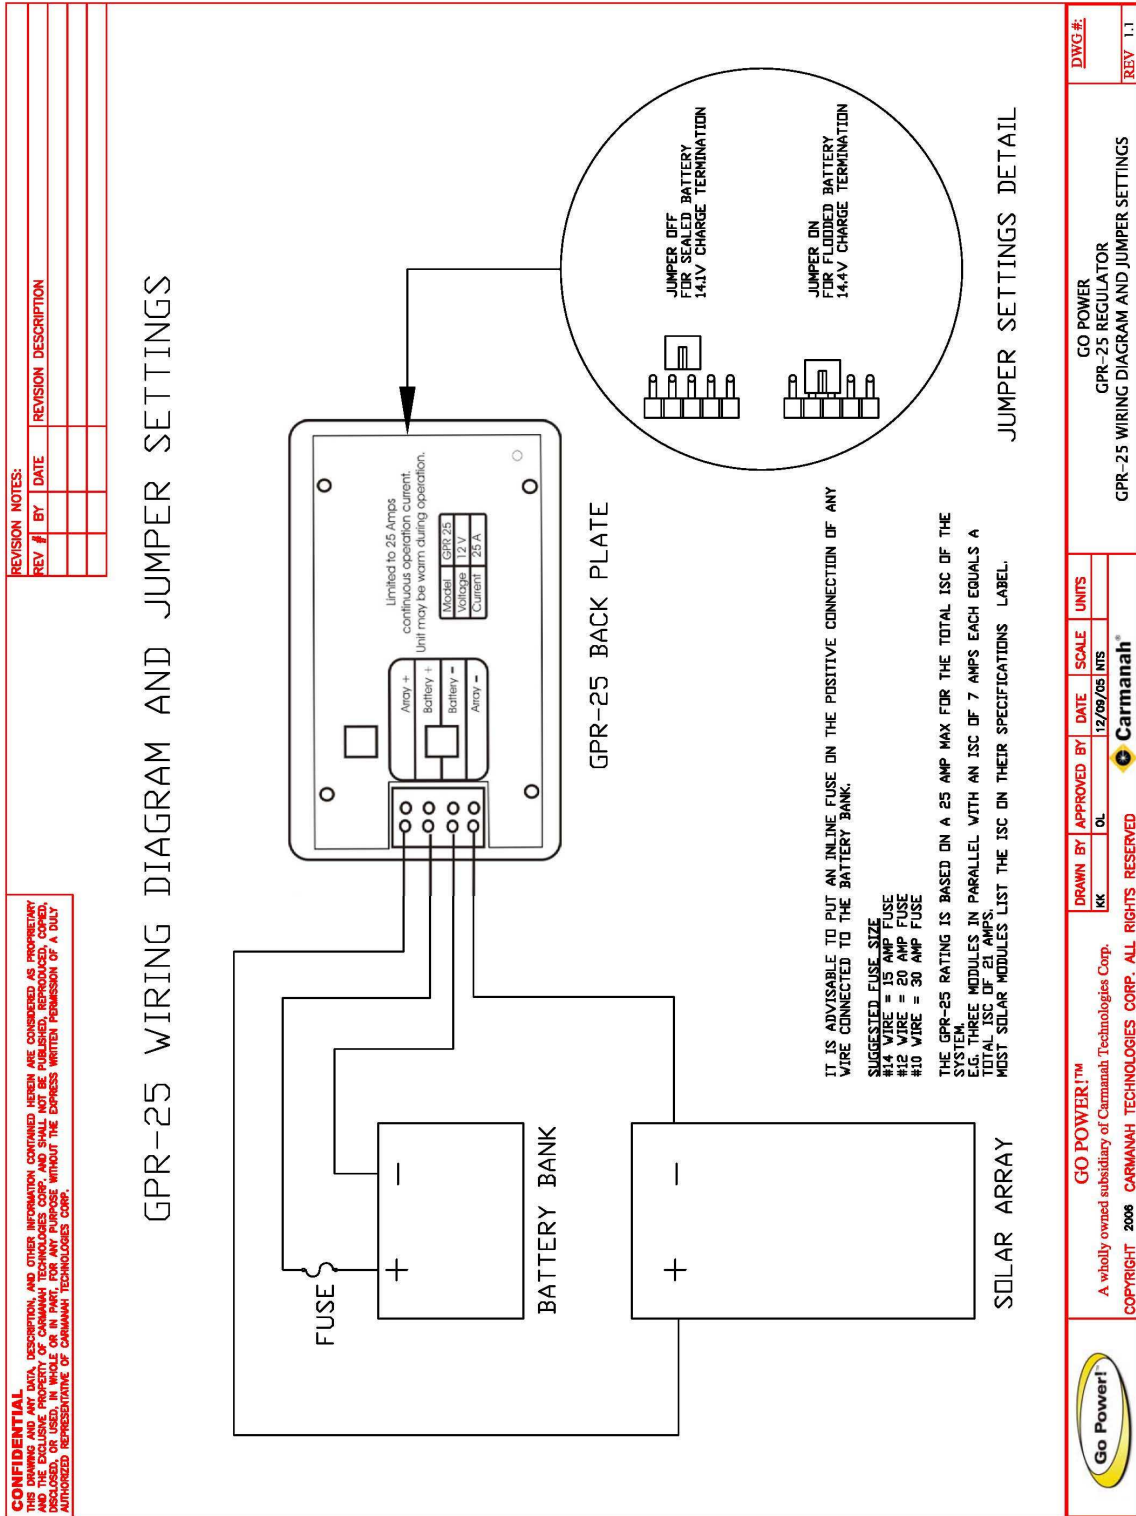 CONFIDENTIAL
THIS DRAWING AND ANY DATA, DESCRIPTION, AND OTHER INFORMATION CONTAINED HEREIN ARE CONSIDERED AS PROPRIETARY
AND THE EXCLUSIVE PROPERTY OF CARMANAH TECHNOLOGIES CORP. AND SHALL NOT BE PUBLISHED, REPRODUCED, COPIED,
DISCLOSED, OR USED, IN WHOLE OR IN PART, FOR ANY PURPOSE WITHOUT THE EXPRESS WRITTEN PERMISSION OF A DULY
AUTHORIZED REPRESENTATIVE OF CARMANAH TECHNOLOGIES CORP.
REVISION NOTES:
REV # BY DATE REVISION DESCRIPTION
GPR-25 WIRING DIAGRAM AND JUMPER SETTINGS
Limited to 25 Amps
continuous operation current.
Unit may be warm during operation.
Array +
Battery +
Battery -
Array -
Model GPR 25
Voltage 12 V
Current 25 A
GPR-25 BACK PLATE
FUSE
+ -
BATTERY BANK
+ -
SOLAR ARRAY
JUMPER OFF
FOR SEALED BATTERY
14.1V CHARGE TERMINATION
JUMPER ON
FOR FLOODED BATTERY
14.4V CHARGE TERMINATION
JUMPER SETTINGS DETAIL
IT IS ADVISABLE TO PUT AN INLINE FUSE ON THE POSITIVE CONNECTION OF ANY
WIRE CONNECTED TO THE BATTERY BANK.
SUGGESTED FUSE SIZE
#14 WIRE = 15 AMP FUSE
#12 WIRE = 20 AMP FUSE
#10 WIRE = 30 AMP FUSE
THE GPR-25 RATING IS BASED ON A 25 AMP MAX FOR THE TOTAL ISC OF THE
SYSTEM.
E.G. THREE MODULES IN PARALLEL WITH AN ISC OF 7 AMPS EACH EQUALS A
TOTAL ISC OF 21 AMPS.
MOST SOLAR MODULES LIST THE ISC ON THEIR SPECIFICATIONS LABEL.
Go Power!
GO POWER!™
A wholly owned subsidiary of Carmanah Technologies Corp.
COPYRIGHT 2006 CARMANAH TECHNOLOGIES CORP. ALL RIGHTS RESERVED
DRAWN BY APPROVED BY DATE SCALE UNITS
KK OL 12/09/05 NTS
Carmanah®
GO POWER
GPR-25 REGULATOR
GPR-25 WIRING DIAGRAM AND JUMPER SETTINGS
DWG #:
REV 1.1